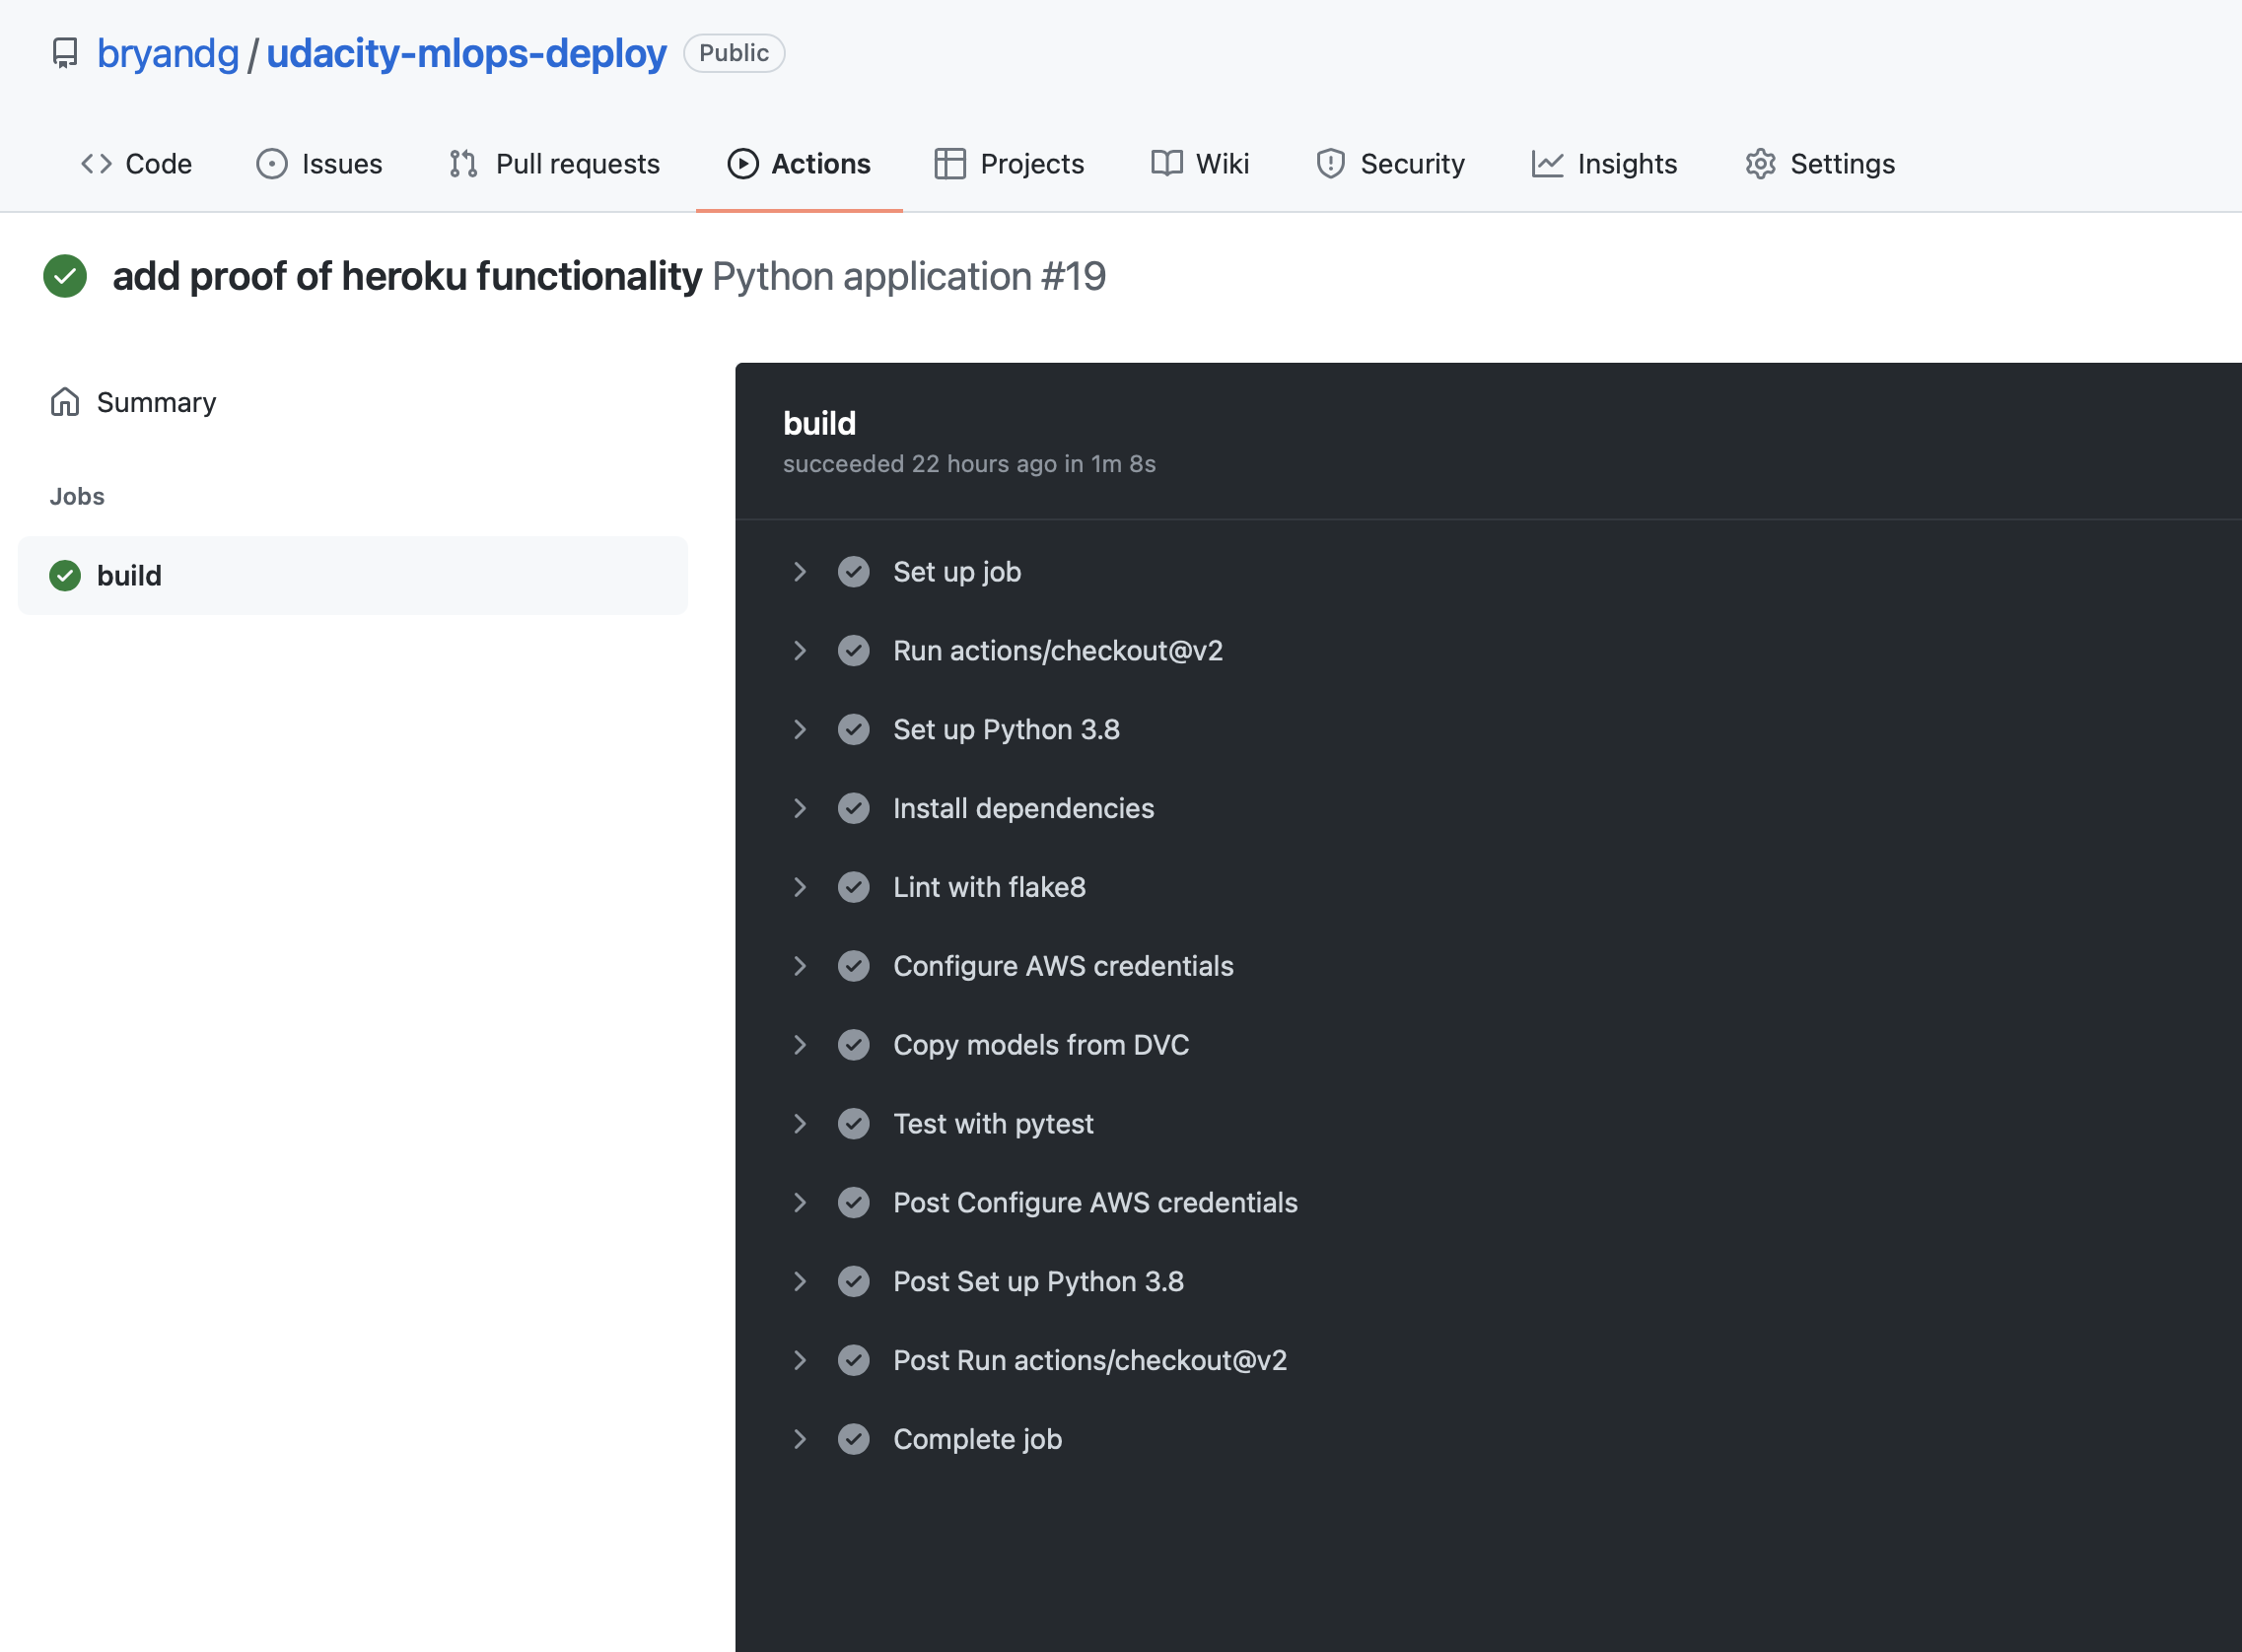 bryandg / udacity-mlops-deploy Public
Code Issues Pull requests Actions Projects Wiki Security Insights Settings
add proof of heroku functionality Python application #19
Summary
Jobs
build
build
succeeded 22 hours ago in 1m 8s
Set up job
Run actions/checkout@v2
Set up Python 3.8
Install dependencies
Lint with flake8
Configure AWS credentials
Copy models from DVC
Test with pytest
Post Configure AWS credentials
Post Set up Python 3.8
Post Run actions/checkout@v2
Complete job